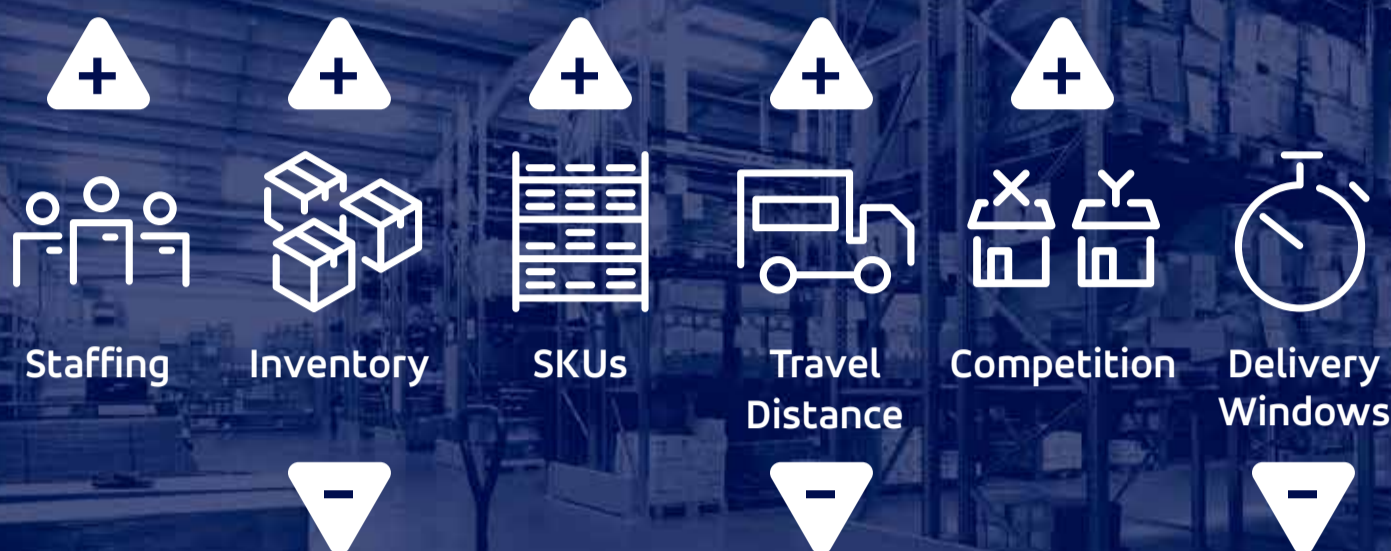 + + + + +
X Y
Staffing Inventory SKUs Travel Competition Delivery
Distance Windows
- - -